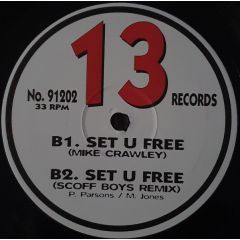 13
No. 91202
33 RPM
RECORDS
B1. SET U FREE
(MIKE CRAWLEY)
B2. SET U FREE
(SCOFF BOYS REMIX)
P. Parsons / M. Jones